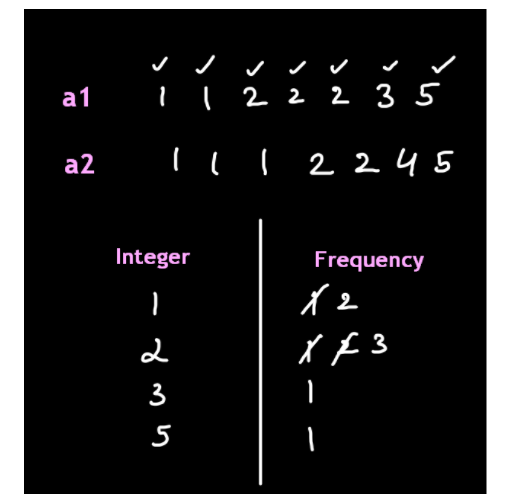 a1 1 1 2 2 2 3 5
a2 1 1 1 2 2 4 5
Integer Frequency
1 1 2
2 1 2 3
3 1
5 1